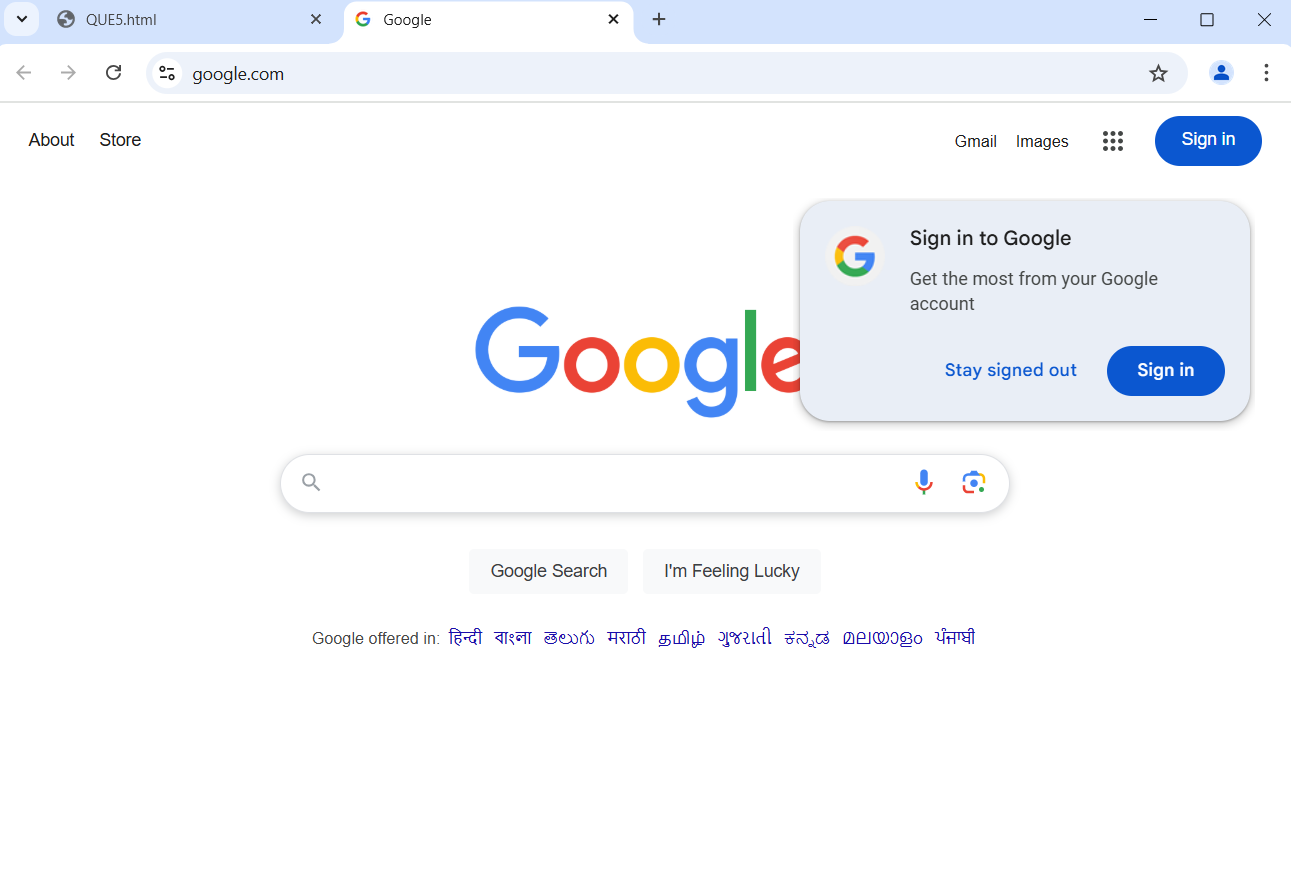 QUE5.html
Google
google.com
About Store
Gmail Images Sign in
Sign in to Google
Get the most from your Google
account
Stay signed out Sign in
Google
Google Search I'm Feeling Lucky
Google offered in: हिन्दी বাংলা తెలుగు मराठी தமிழ் ગુજરાતી ಕನ್ನಡ മലയാളം ਪੰਜਾਬੀ